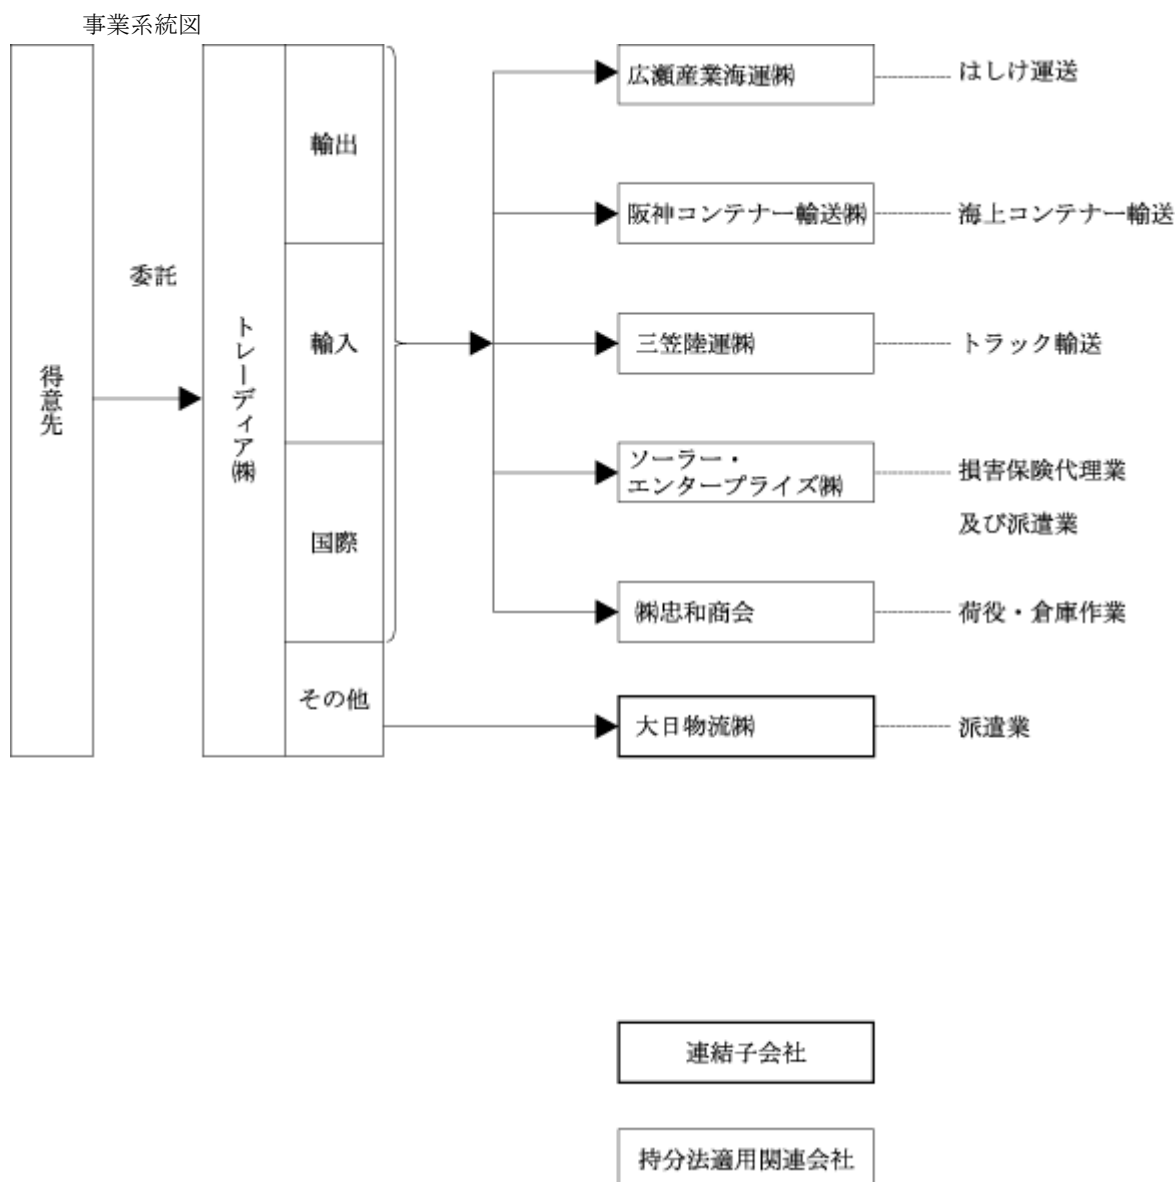 事業系統図
得意先
委託
トレーディア㈱
輸出
輸入
国際
その他
広瀬産業海運㈱
はしけ運送
阪神コンテナー輸送㈱
海上コンテナー輸送
三笠陸運㈱
トラック輸送
ソーラー・
エンタープライズ㈱
損害保険代理業
及び派遣業
㈱忠和商会
荷役・倉庫作業
大日物流㈱
派遣業
連結子会社
持分法適用関連会社